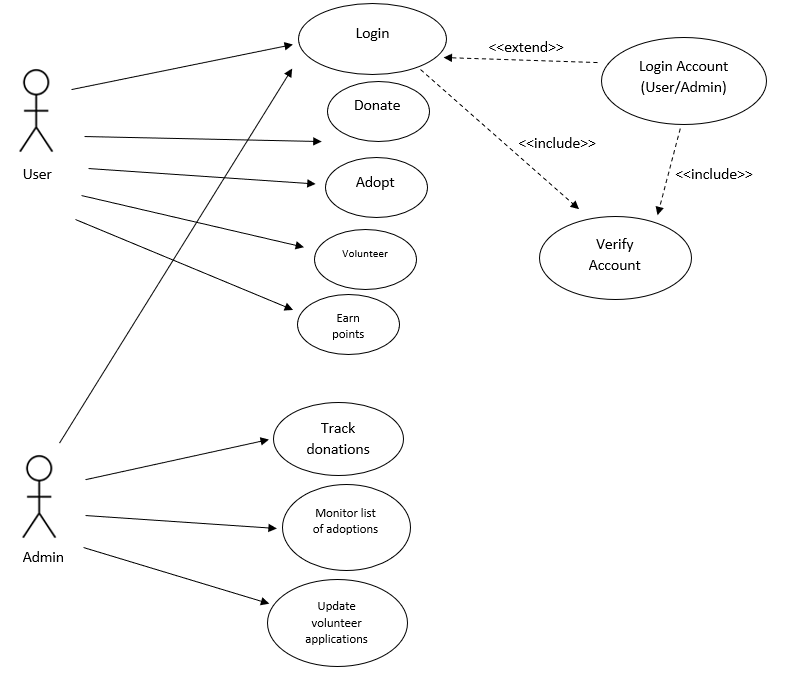 Login
<<extend>>
Login Account
(User/Admin)
Donate
<<include>>
User
Adopt
<<include>>
Volunteer
Verify
Account
Earn
points
Track
donations
Monitor list
of adoptions
Admin
Update
volunteer
applications